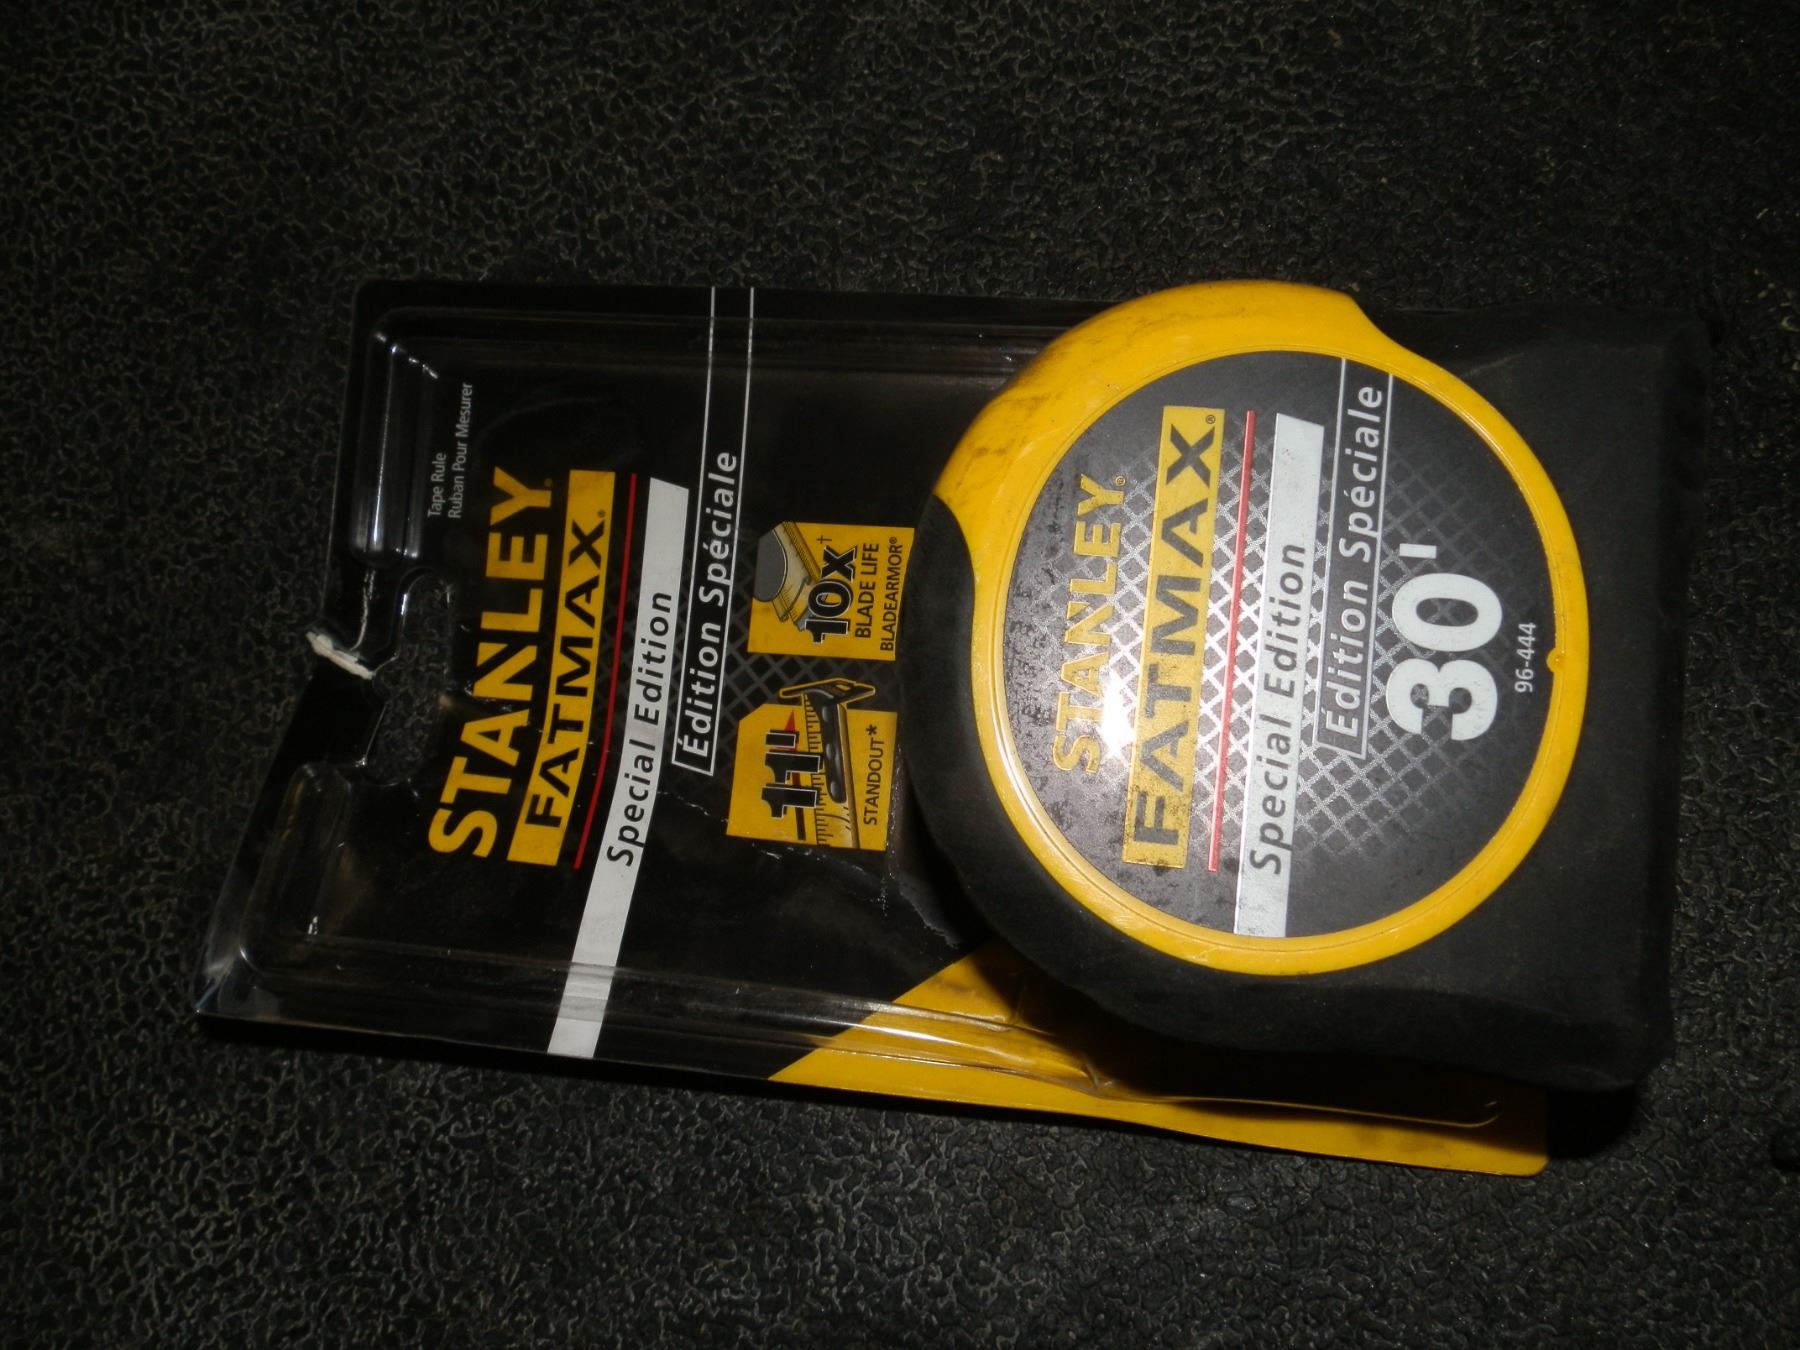 Tape Rule
Ruban Pour Mesurer
STANLEY®
FATMAX®
Special Edition
Édition Spéciale
11'
STANDOUT*
10x†
BLADE LIFE
BLADEARMOR®
STANLEY®
FATMAX®
Special Edition
Édition Spéciale
30'
96-444